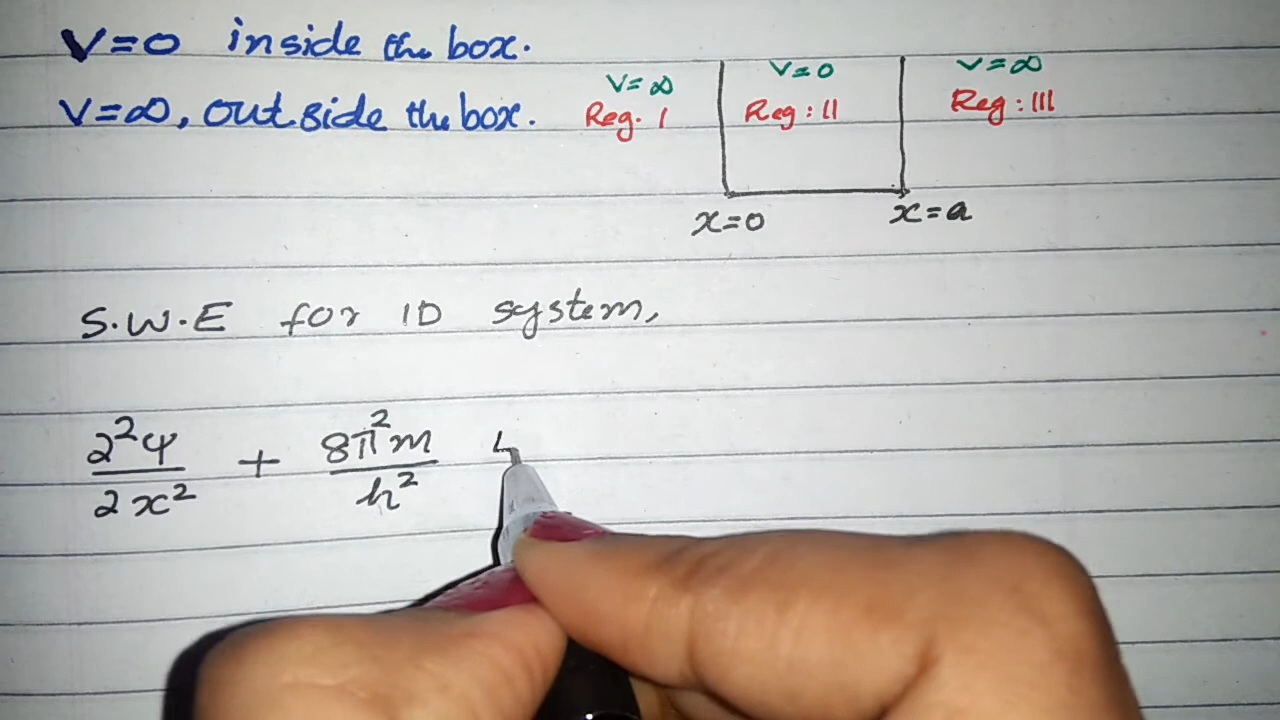 V=0 inside the box.
V=∞, outside the box.
V=∞
Reg. I
V=0
Reg: II
V=∞
Reg: III
x=0
x=a
S.W.E for 1D system,
∂²ψ/∂x² + 8π²m/h²